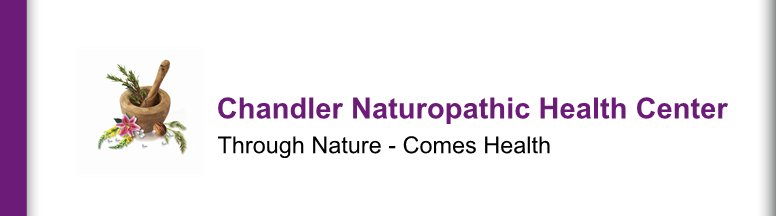 Chandler Naturopathic Health Center
Through Nature - Comes Health